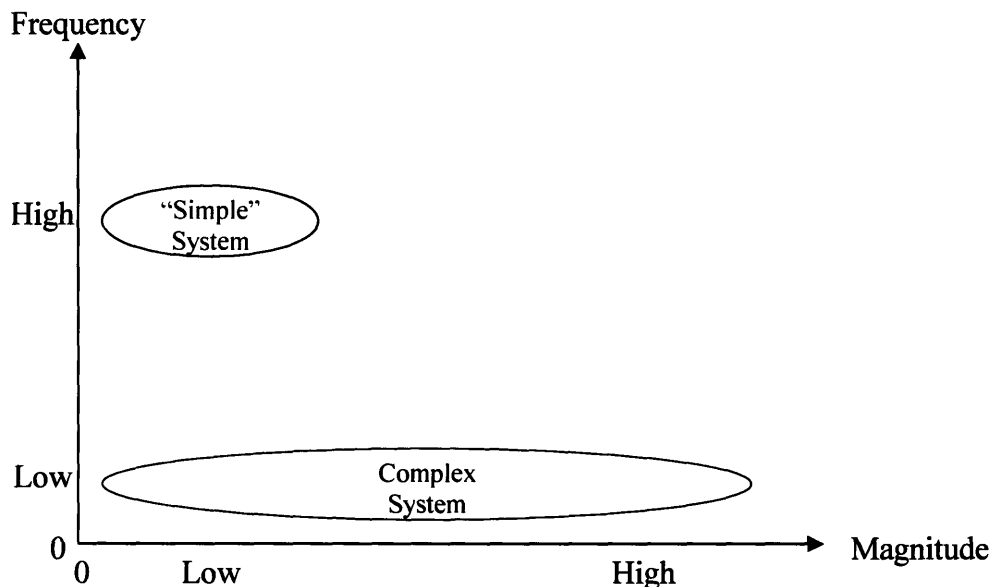 Frequency
High
“Simple”
System
Low
Complex
System
0
Magnitude
0
Low
High